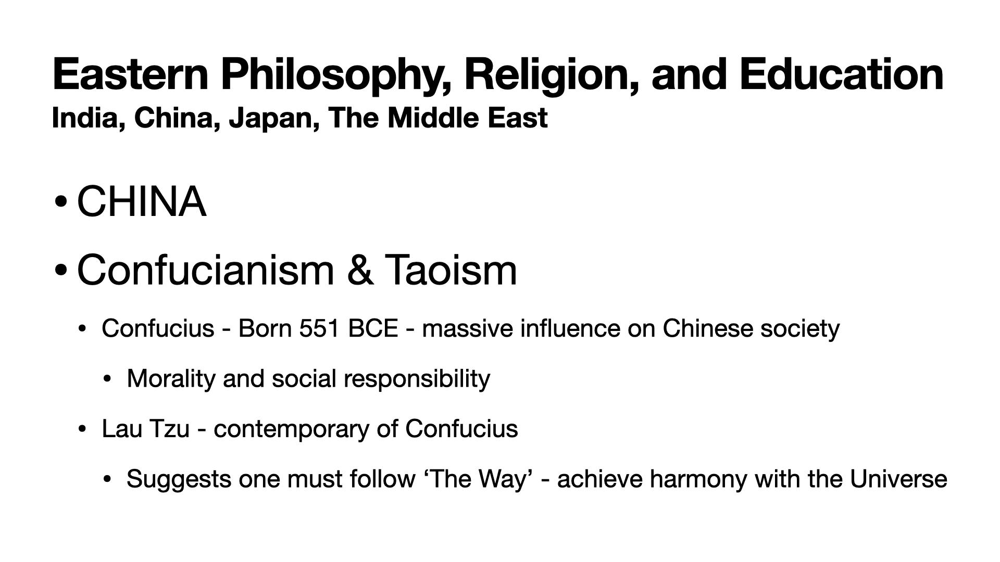 Eastern Philosophy, Religion, and Education
India, China, Japan, The Middle East
• CHINA
• Confucianism & Taoism
• Confucius - Born 551 BCE - massive influence on Chinese society
• Morality and social responsibility
• Lau Tzu - contemporary of Confucius
• Suggests one must follow ‘The Way’ - achieve harmony with the Universe